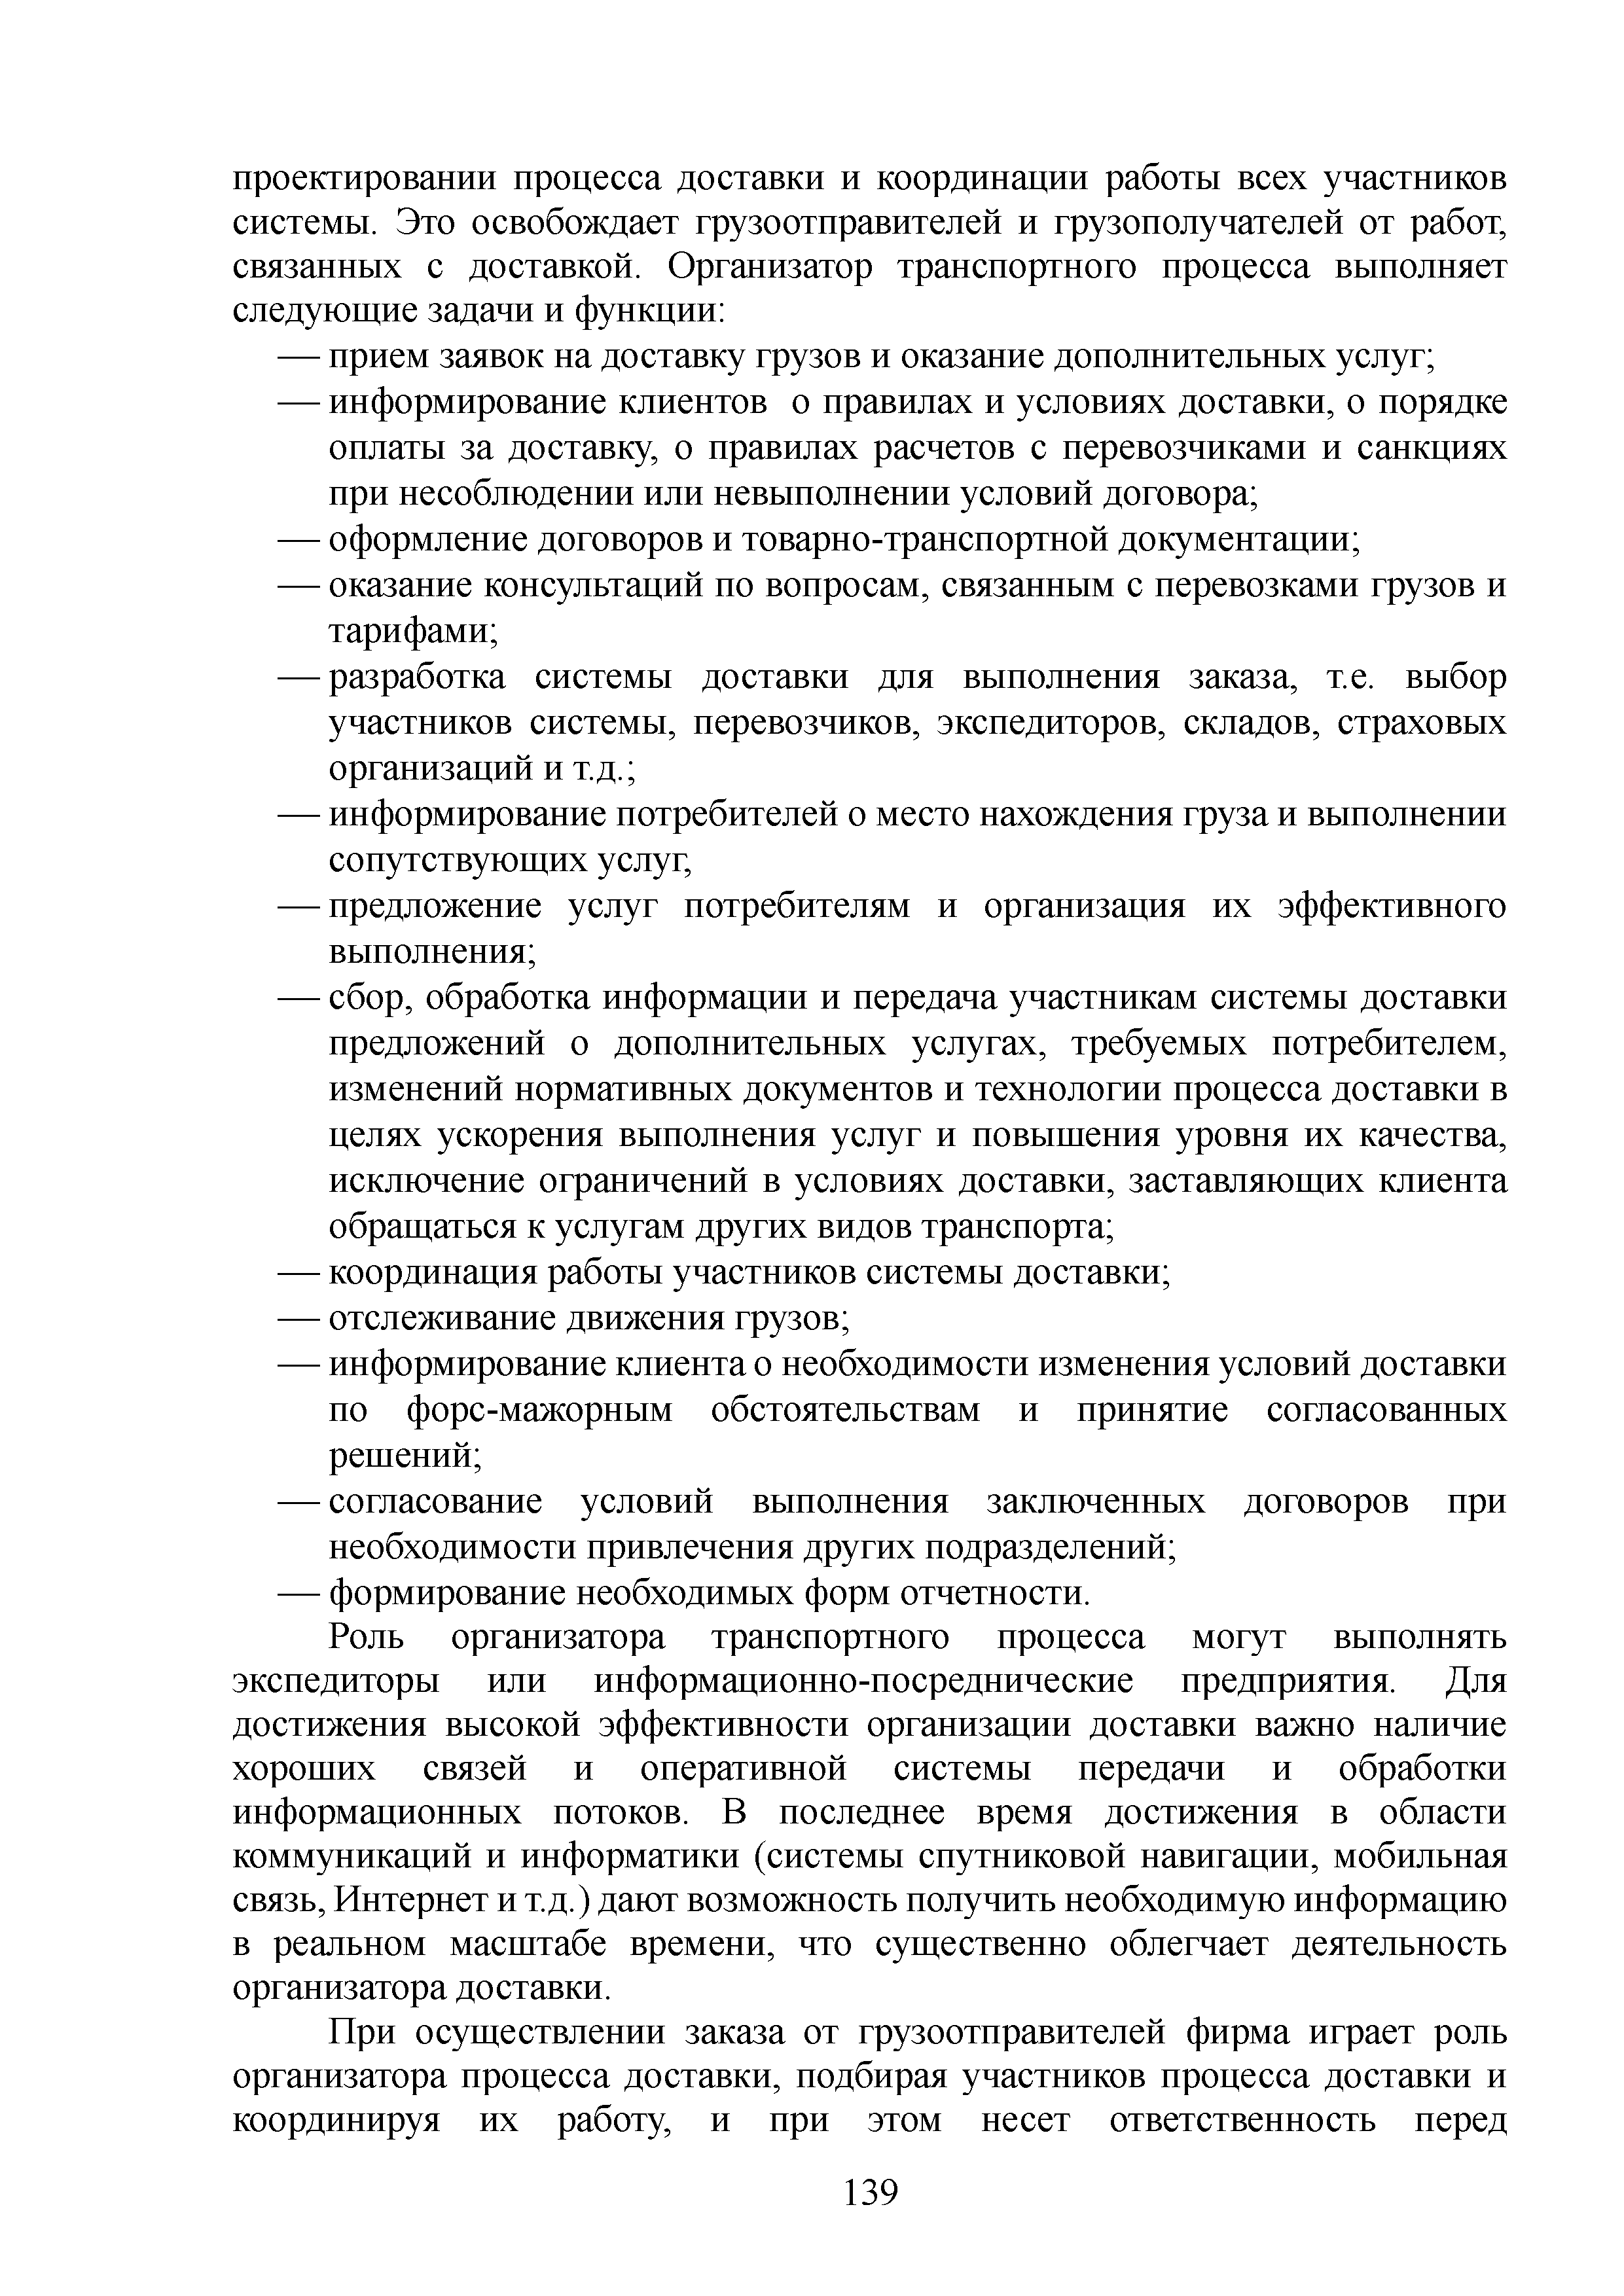 проектировании процесса доставки и координации работы всех участников
системы. Это освобождает грузоотправителей и грузополучателей от работ,
связанных с доставкой. Организатор транспортного процесса выполняет
следующие задачи и функции:
— прием заявок на доставку грузов и оказание дополнительных услуг;
— информирование клиентов  о правилах и условиях доставки, о порядке
оплаты за доставку, о правилах расчетов с перевозчиками и санкциях
при несоблюдении или невыполнении условий договора;
— оформление договоров и товарно-транспортной документации;
— оказание консультаций по вопросам, связанным с перевозками грузов и
тарифами;
— разработка системы доставки для выполнения заказа, т.е. выбор
участников системы, перевозчиков, экспедиторов, складов, страховых
организаций и т.д.;
— информирование потребителей о место нахождения груза и выполнении
сопутствующих услуг,
— предложение услуг потребителям и организация их эффективного
выполнения;
— сбор, обработка информации и передача участникам системы доставки
предложений о дополнительных услугах, требуемых потребителем,
изменений нормативных документов и технологии процесса доставки в
целях ускорения выполнения услуг и повышения уровня их качества,
исключение ограничений в условиях доставки, заставляющих клиента
обращаться к услугам других видов транспорта;
— координация работы участников системы доставки;
— отслеживание движения грузов;
— информирование клиента о необходимости изменения условий доставки
по форс-мажорным обстоятельствам и принятие согласованных
решений;
— согласование условий выполнения заключенных договоров при
необходимости привлечения других подразделений;
— формирование необходимых форм отчетности.
Роль организатора транспортного процесса могут выполнять
экспедиторы или информационно-посреднические предприятия. Для
достижения высокой эффективности организации доставки важно наличие
хороших связей и оперативной системы передачи и обработки
информационных потоков. В последнее время достижения в области
коммуникаций и информатики (системы спутниковой навигации, мобильная
связь, Интернет и т.д.) дают возможность получить необходимую информацию
в реальном масштабе времени, что существенно облегчает деятельность
организатора доставки.
При осуществлении заказа от грузоотправителей фирма играет роль
организатора процесса доставки, подбирая участников процесса доставки и
координируя их работу, и при этом несет ответственность перед
139